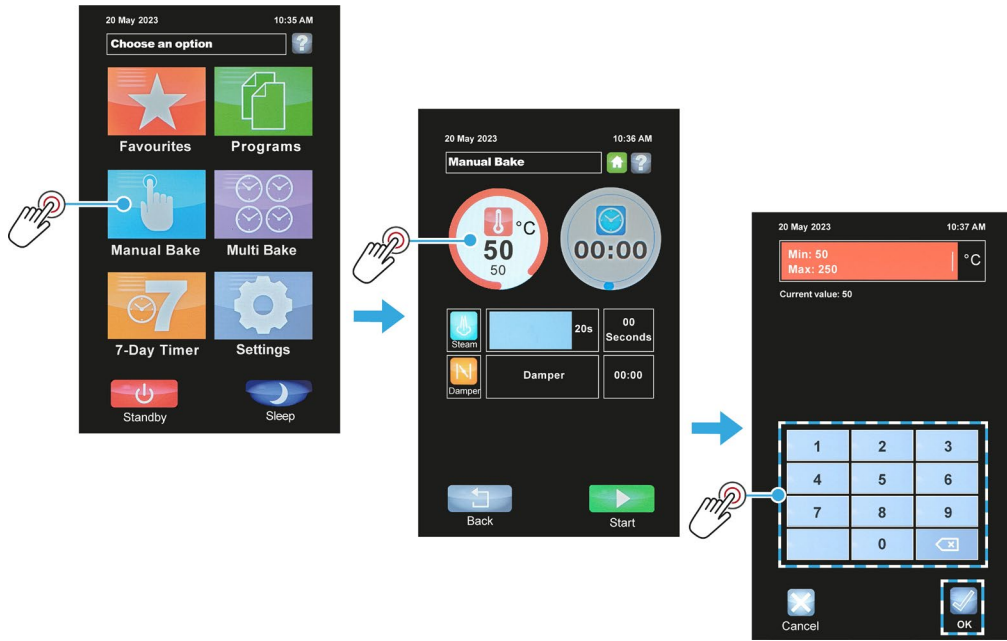 20 May 2023 10:35 AM
Choose an option ?
Favourites Programs
Manual Bake Multi Bake
7
7-Day Timer Settings
Standby Sleep
20 May 2023 10:36 AM
Manual Bake ?
°C
50 00:00
50
Steam 20s 00 Seconds
Damper Damper 00:00
Back Start
20 May 2023 10:37 AM
Min: 50 °C
Max: 250
Current value: 50
1 2 3
4 5 6
7 8 9
0
Cancel OK